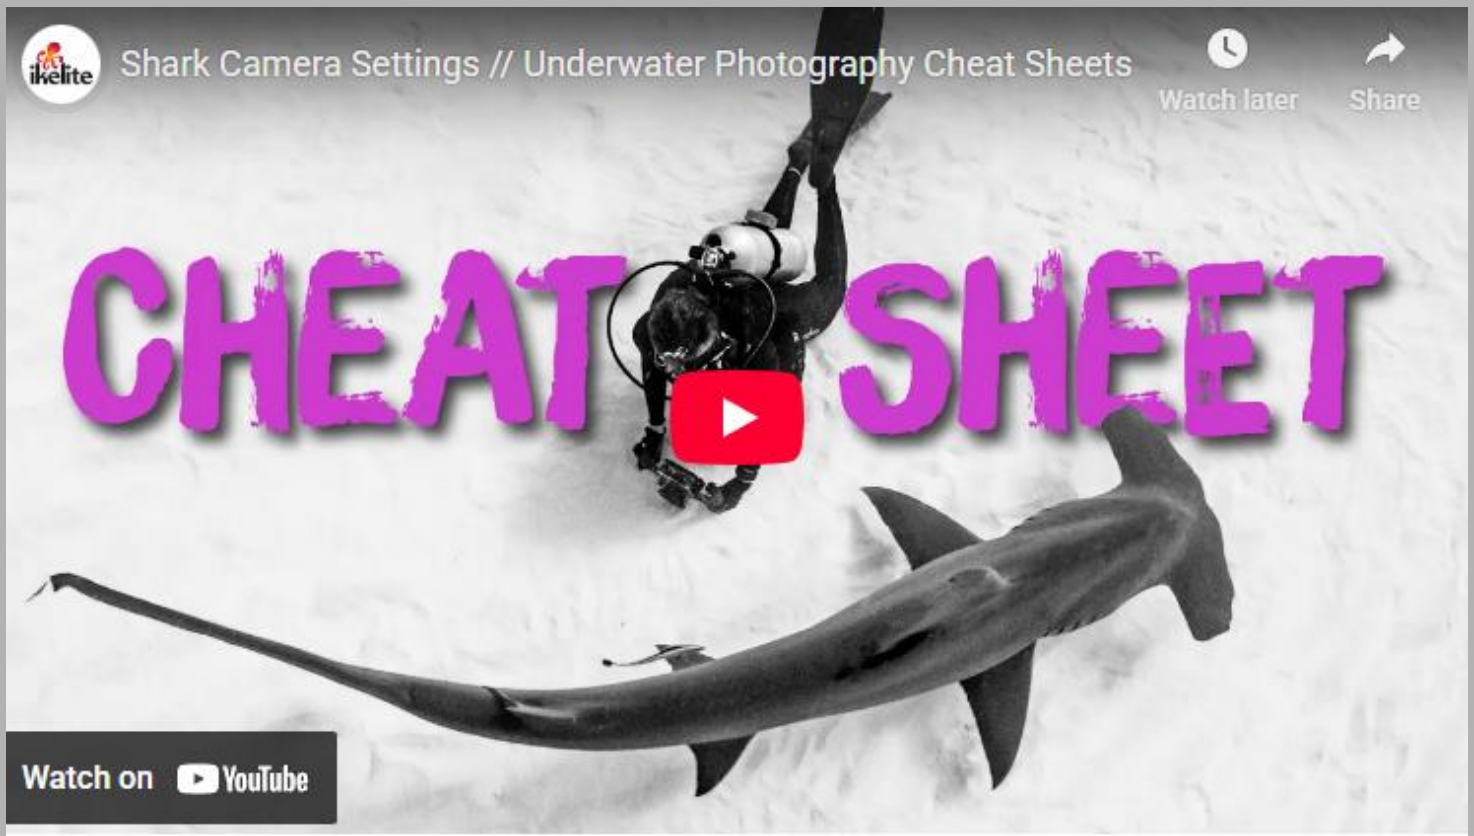 ikelite
Shark Camera Settings // Underwater Photography Cheat Sheets
Watch later
Share
CHEAT SHEET
Watch on YouTube